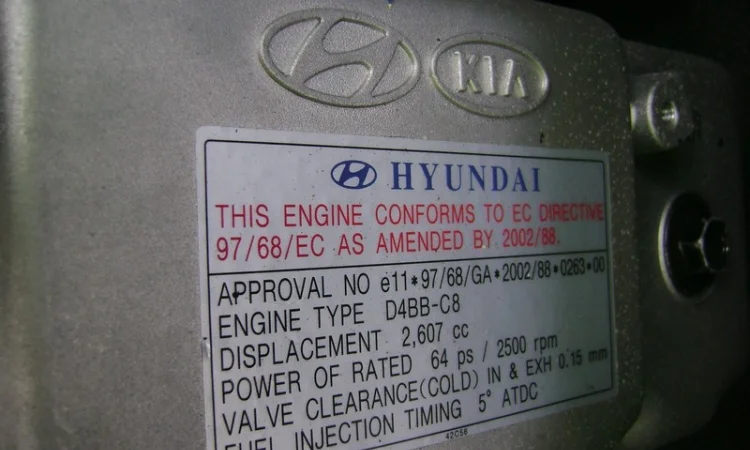 KIA
HYUNDAI
THIS ENGINE CONFORMS TO EC DIRECTIVE
97/68/EC AS AMENDED BY 2002/88.
APPROVAL NO e11*97/68/GA*2002/88*0263*00
ENGINE TYPE D4BB-C8
DISPLACEMENT 2,607 cc
POWER OF RATED 64 ps / 2500 rpm
VALVE CLEARANCE(COLD) IN & EXH 0.15 mm
FUEL INJECTION TIMING 5° ATDC
42C56